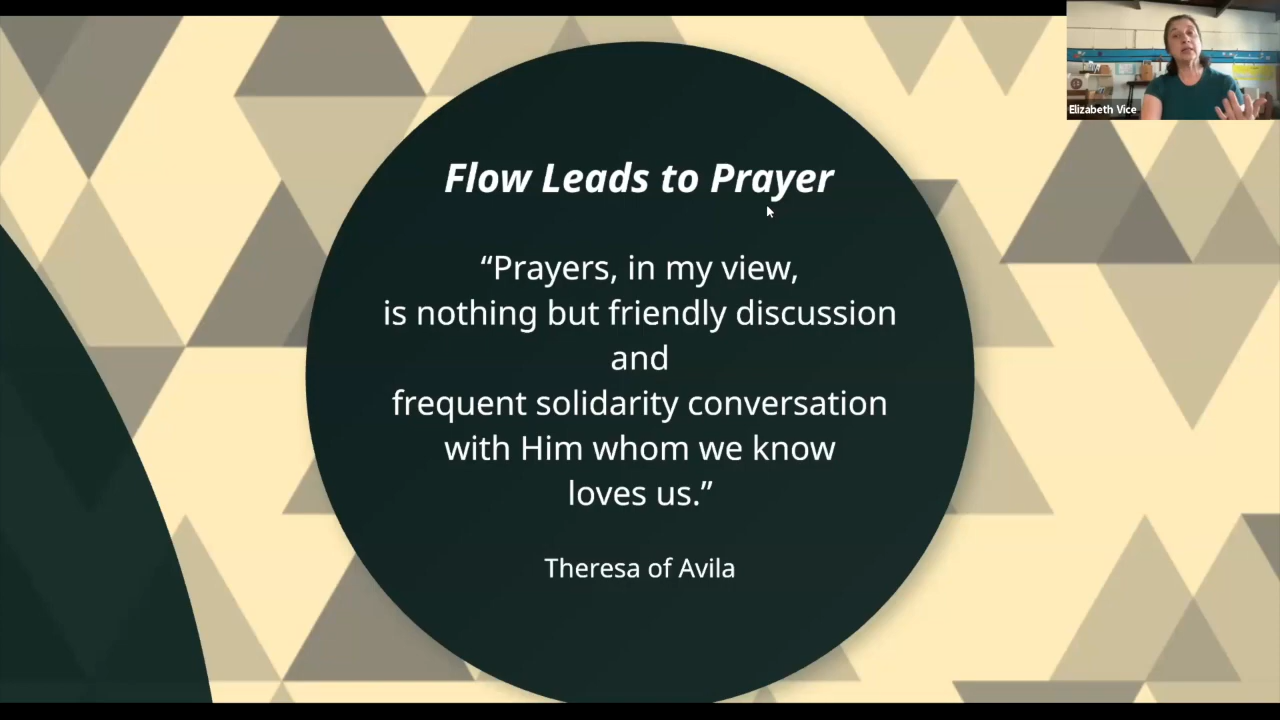 Elizabeth Vice
Flow Leads to Prayer
“Prayers, in my view,
is nothing but friendly discussion
and
frequent solidarity conversation
with Him whom we know
loves us.”
Theresa of Avila